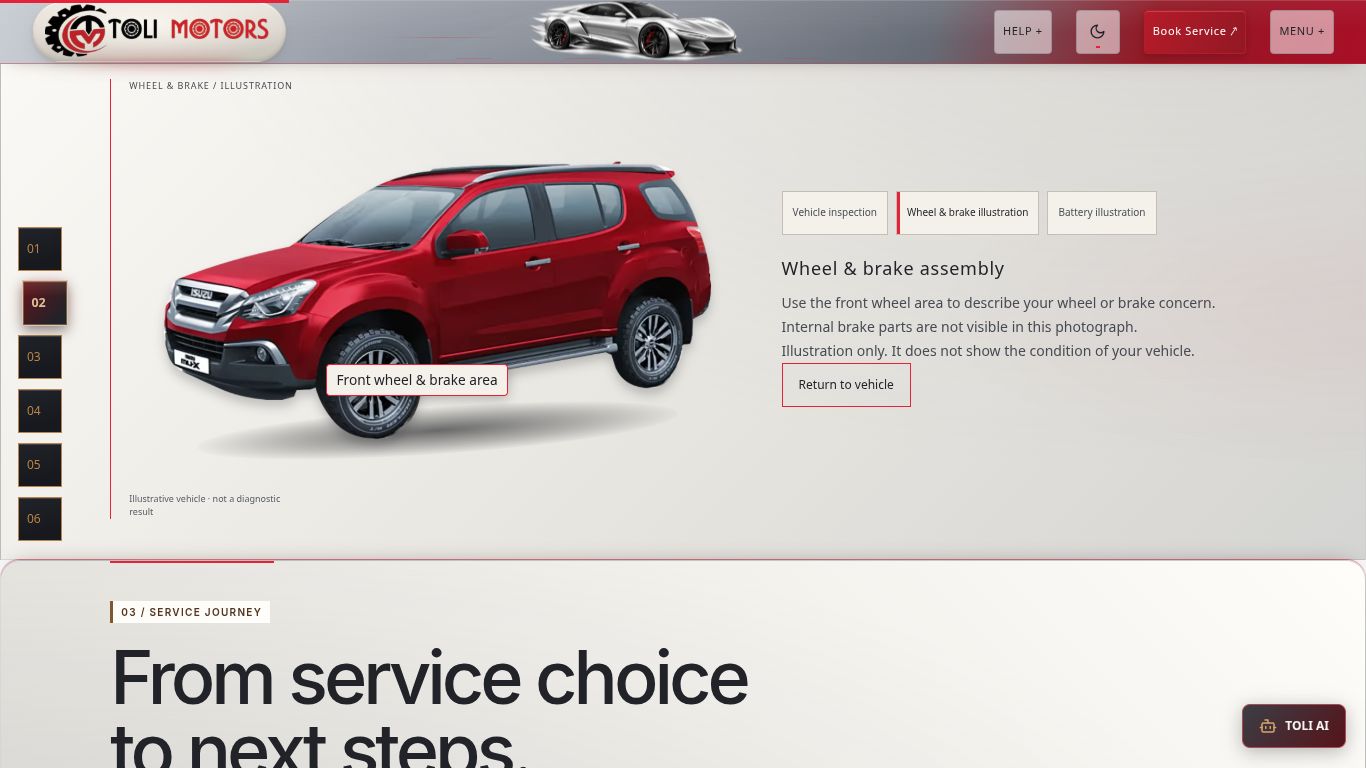 TOLI MOTORS
HELP +
Book Service ↗
MENU +
WHEEL & BRAKE / ILLUSTRATION
01
02
03
04
05
06
ISUZU
MUX
Front wheel & brake area
Illustrative vehicle · not a diagnostic
result
Vehicle inspection
Wheel & brake illustration
Battery illustration
Wheel & brake assembly
Use the front wheel area to describe your wheel or brake concern.
Internal brake parts are not visible in this photograph.
Illustration only. It does not show the condition of your vehicle.
Return to vehicle
03 / SERVICE JOURNEY
From service choice
to next steps.
TOLI AI